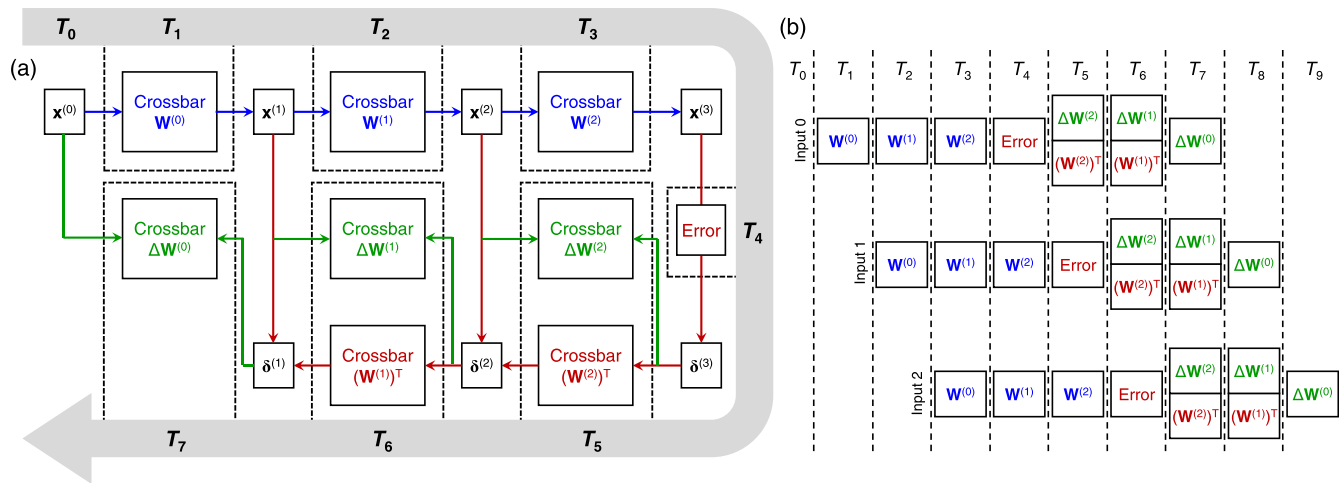 (a)
T₀ T₁ T₂ T₃
x⁽⁰⁾
Crossbar
W⁽⁰⁾
x⁽¹⁾
Crossbar
W⁽¹⁾
x⁽²⁾
Crossbar
W⁽²⁾
x⁽³⁾
Crossbar
ΔW⁽⁰⁾
Crossbar
ΔW⁽¹⁾
Crossbar
ΔW⁽²⁾
Error
T₄
δ⁽¹⁾
Crossbar
(W⁽¹⁾)ᵀ
δ⁽²⁾
Crossbar
(W⁽²⁾)ᵀ
δ⁽³⁾
T₇ T₆ T₅
(b)
T₀ T₁ T₂ T₃ T₄ T₅ T₆ T₇ T₈ T₉
Input 0
W⁽⁰⁾ W⁽¹⁾ W⁽²⁾ Error
ΔW⁽²⁾ ΔW⁽¹⁾
(W⁽²⁾)ᵀ (W⁽¹⁾)ᵀ
ΔW⁽⁰⁾
Input 1
W⁽⁰⁾ W⁽¹⁾ W⁽²⁾ Error
ΔW⁽²⁾ ΔW⁽¹⁾
(W⁽²⁾)ᵀ (W⁽¹⁾)ᵀ
ΔW⁽⁰⁾
Input 2
W⁽⁰⁾ W⁽¹⁾ W⁽²⁾ Error
ΔW⁽²⁾ ΔW⁽¹⁾
(W⁽²⁾)ᵀ (W⁽¹⁾)ᵀ
ΔW⁽⁰⁾